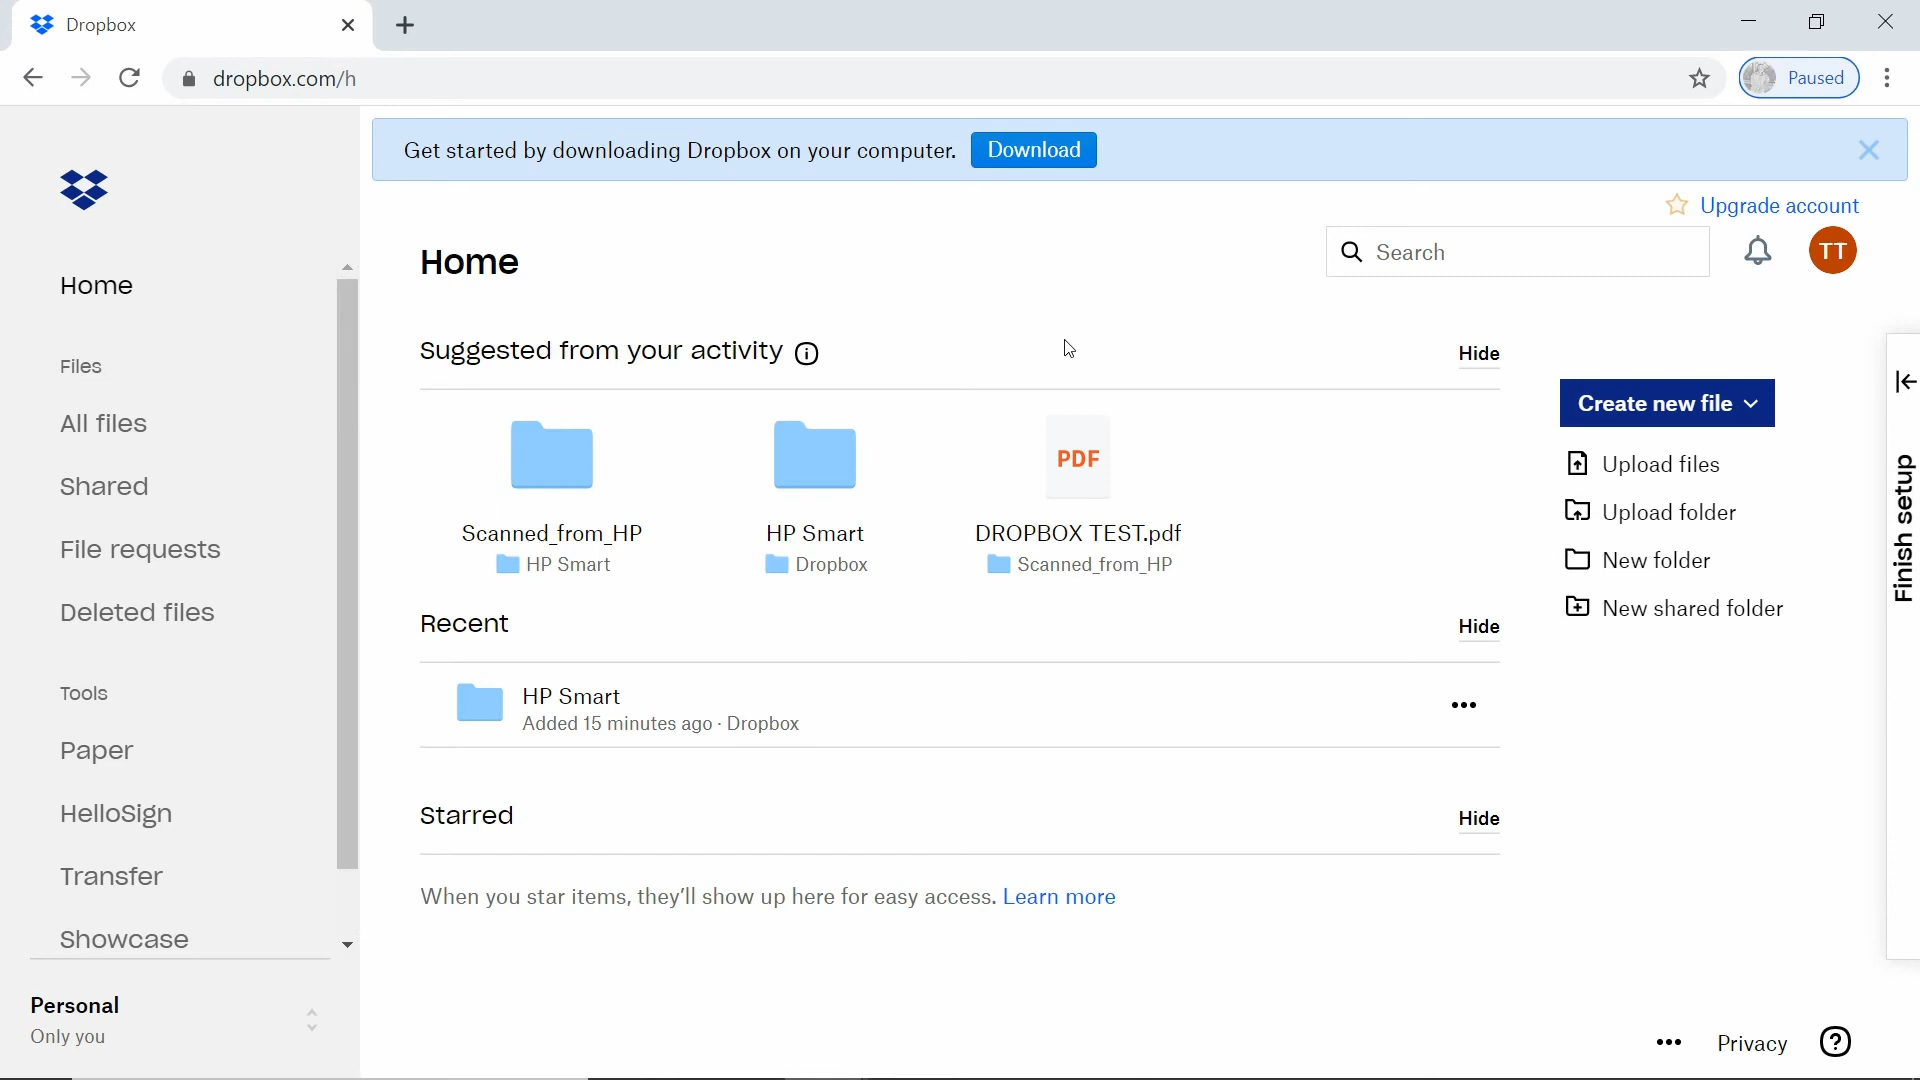 Dropbox
dropbox.com/h
Paused
Get started by downloading Dropbox on your computer. Download
Upgrade account
Home
Search
TT
Home
Files
All files
Shared
File requests
Deleted files
Tools
Paper
HelloSign
Transfer
Showcase
Personal
Only you
Suggested from your activity
Hide
PDF
Scanned_from_HP
HP Smart
HP Smart
Dropbox
DROPBOX TEST.pdf
Scanned_from_HP
Recent
Hide
HP Smart
Added 15 minutes ago · Dropbox
Starred
Hide
When you star items, they'll show up here for easy access. Learn more
Create new file
Upload files
Upload folder
New folder
New shared folder
Finish setup
Privacy